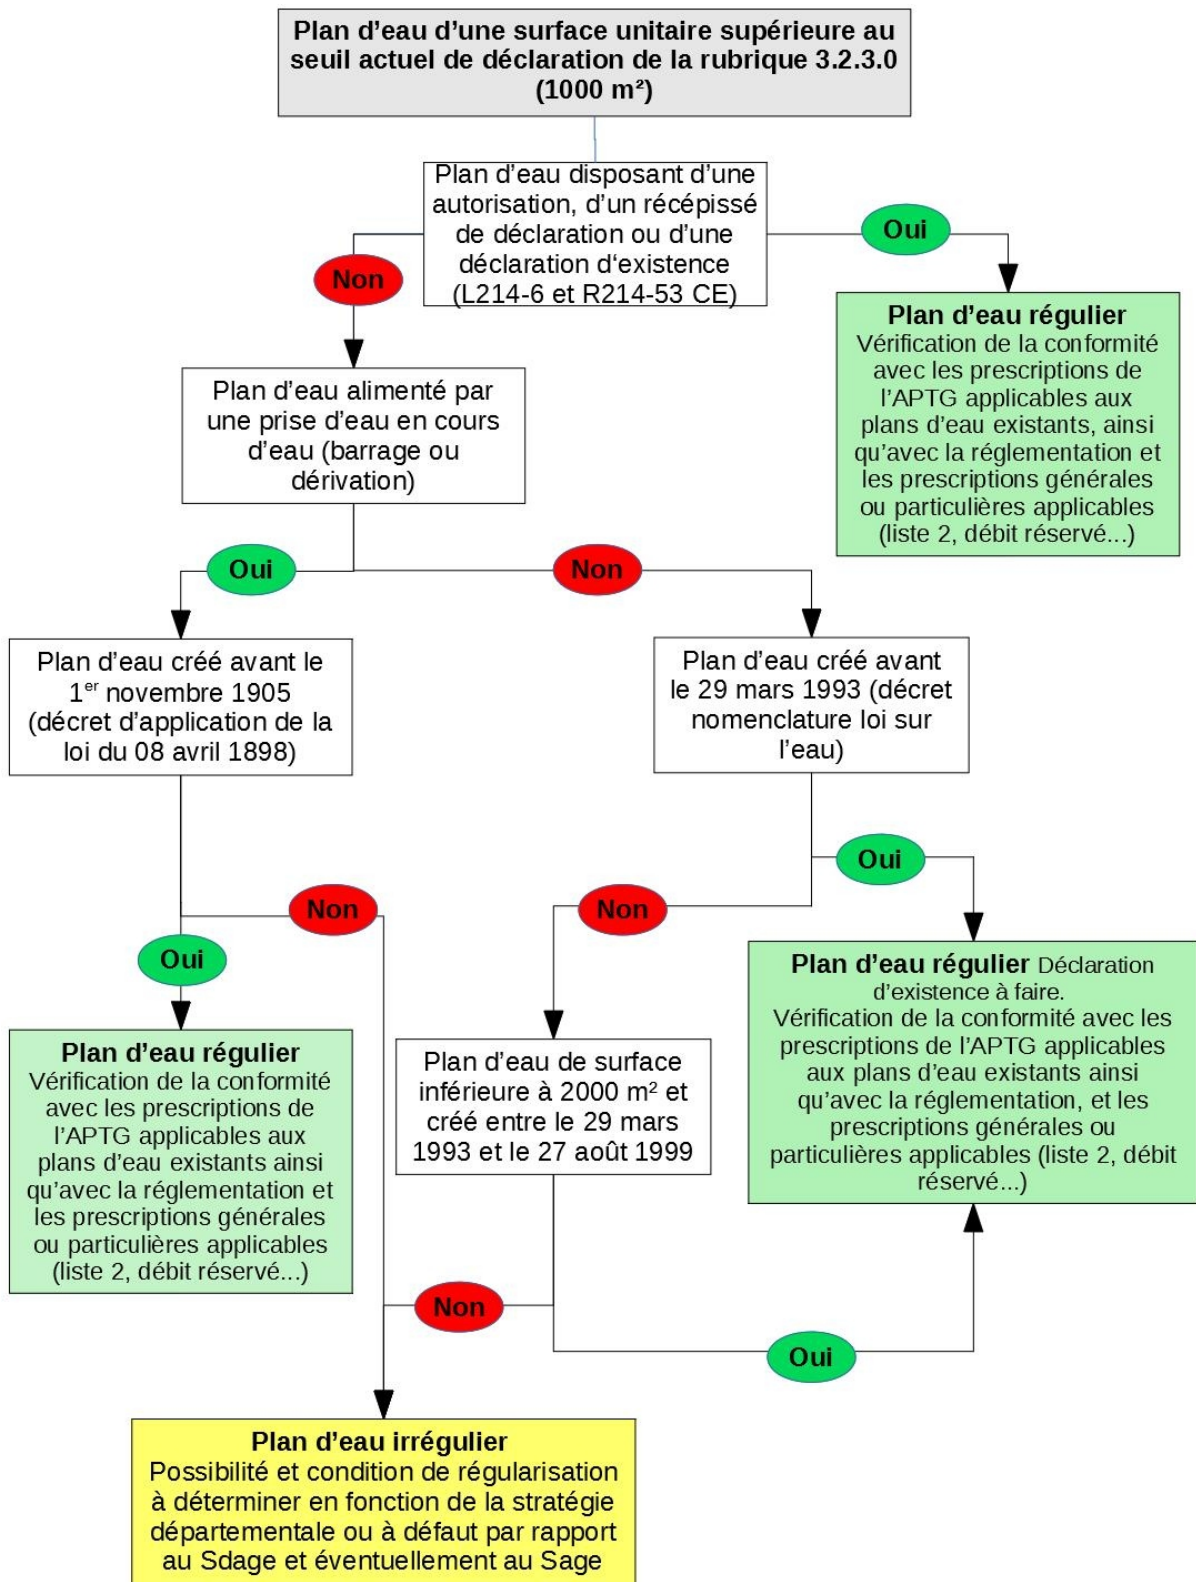 Plan d’eau d’une surface unitaire supérieure au
seuil actuel de déclaration de la rubrique 3.2.3.0
(1000 m²)
Plan d’eau disposant d’une
autorisation, d’un récépissé
de déclaration ou d’une
déclaration d‘existence
(L214-6 et R214-53 CE)
Oui
Non
Plan d’eau régulier
Vérification de la conformité
avec les prescriptions de
l’APTG applicables aux
plans d’eau existants, ainsi
qu’avec la réglementation et
les prescriptions générales
ou particulières applicables
(liste 2, débit réservé...)
Plan d’eau alimenté par
une prise d’eau en cours
d’eau (barrage ou
dérivation)
Oui
Non
Plan d’eau créé avant le
1er novembre 1905
(décret d’application de la
loi du 08 avril 1898)
Plan d’eau créé avant
le 29 mars 1993 (décret
nomenclature loi sur
l’eau)
Oui
Non
Non
Oui
Plan d’eau régulier Déclaration
d’existence à faire.
Vérification de la conformité avec les
prescriptions de l’APTG applicables
aux plans d’eau existants ainsi
qu’avec la réglementation, et les
prescriptions générales ou
particulières applicables (liste 2, débit
réservé...)
Plan d’eau régulier
Vérification de la conformité
avec les prescriptions de
l’APTG applicables aux
plans d’eau existants ainsi
qu’avec la réglementation et
les prescriptions générales
ou particulières applicables
(liste 2, débit réservé...)
Plan d’eau de surface
inférieure à 2000 m² et
créé entre le 29 mars
1993 et le 27 août 1999
Non
Oui
Plan d’eau irrégulier
Possibilité et condition de régularisation
à déterminer en fonction de la stratégie
départementale ou à défaut par rapport
au Sdage et éventuellement au Sage